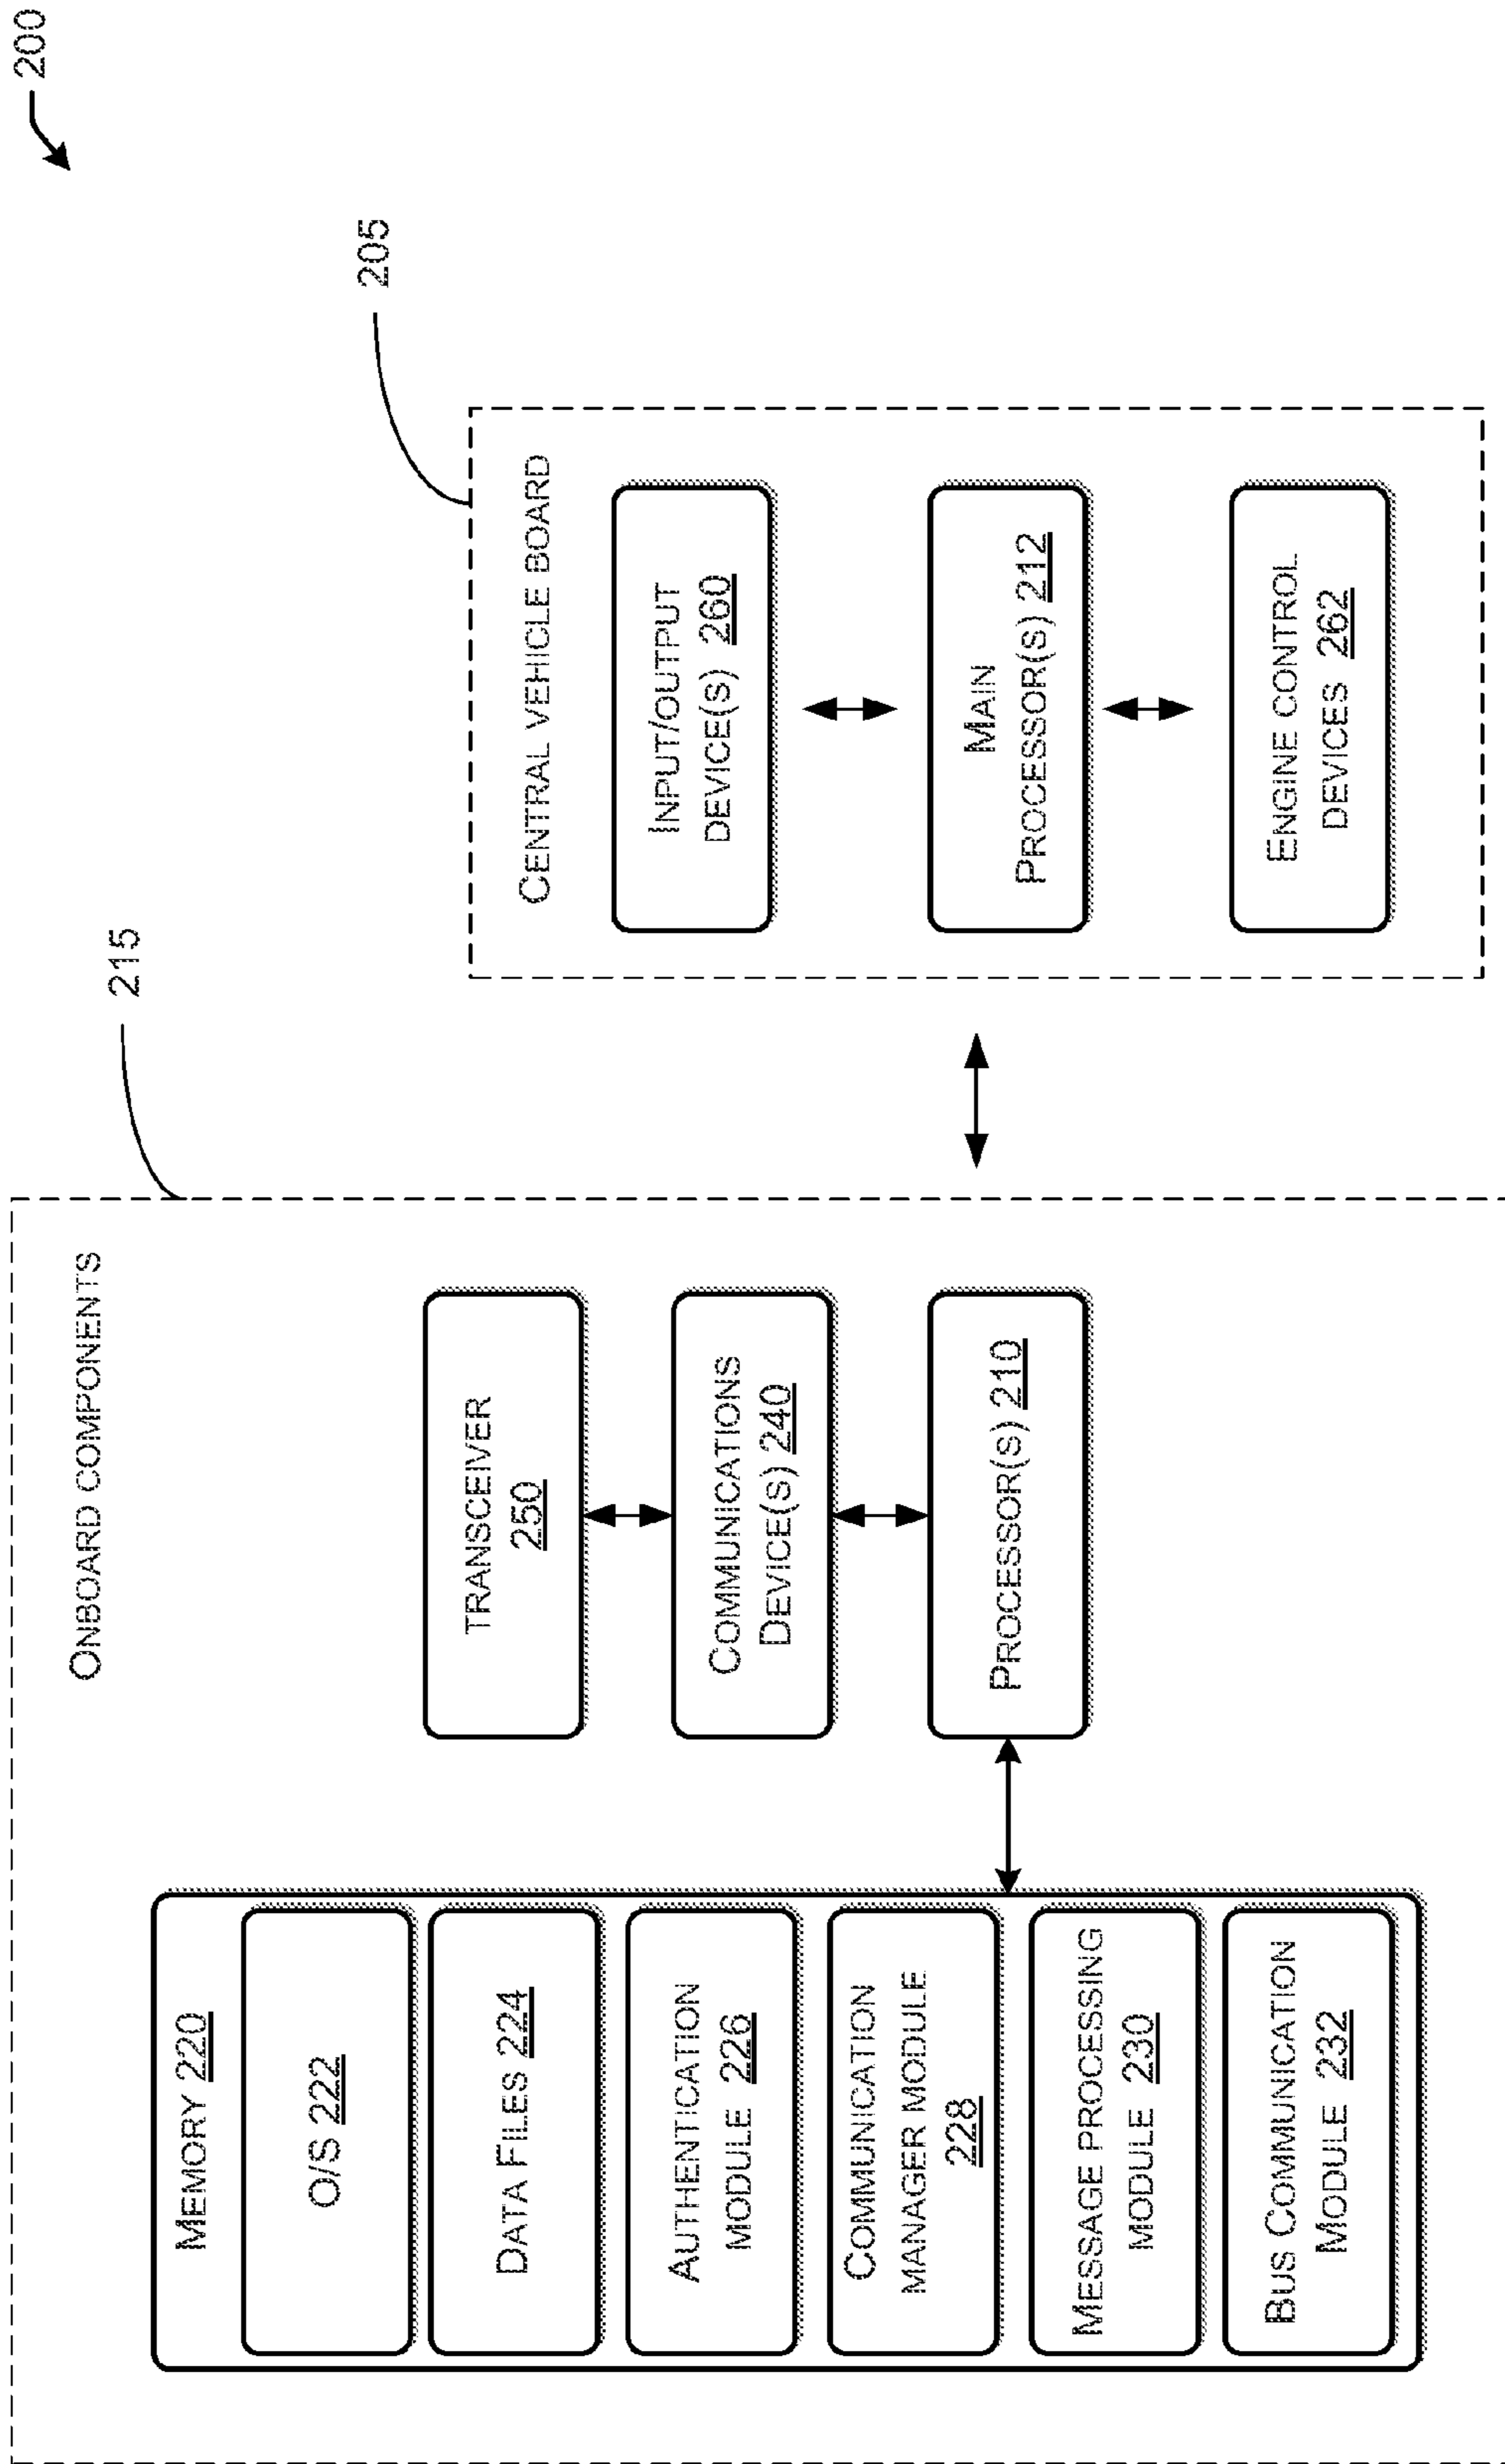 200
215
205
ONBOARD COMPONENTS
MEMORY 220
O/S 222
DATA FILES 224
AUTHENTICATION
MODULE 226
COMMUNICATION
MANAGER MODULE
228
MESSAGE PROCESSING
MODULE 230
BUS COMMUNICATION
MODULE 232
TRANSCEIVER
250
COMMUNICATIONS
DEVICE(S) 240
PROCESSOR(S) 210
CENTRAL VEHICLE BOARD
INPUT/OUTPUT
DEVICE(S) 260
MAIN
PROCESSOR(S) 212
ENGINE CONTROL
DEVICES 262